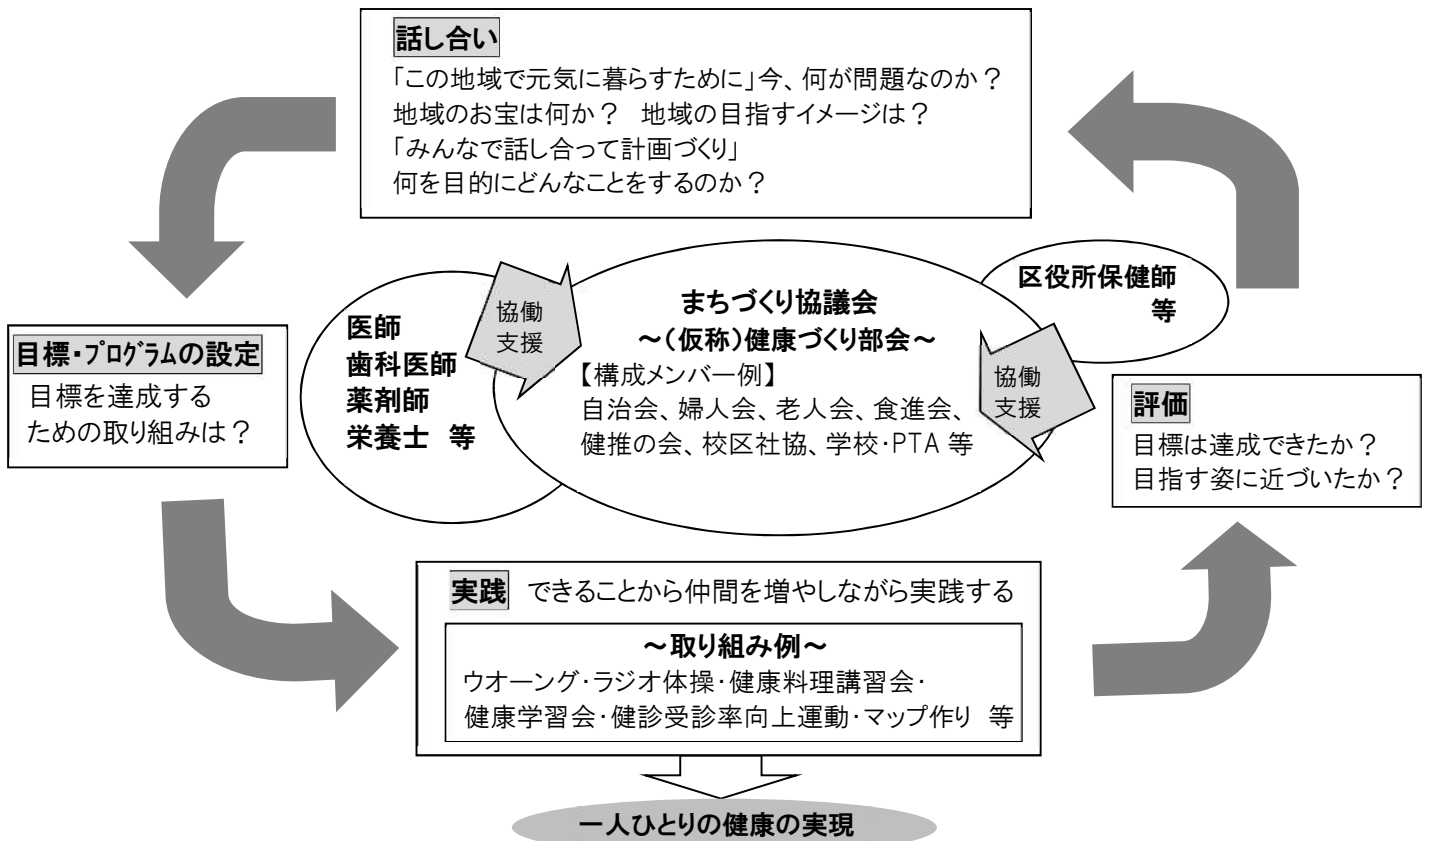 話し合い
「この地域で元気に暮らすために」今、何が問題なのか？
地域のお宝は何か？　地域の目指すイメージは？
「みんなで話し合って計画づくり」
何を目的にどんなことをするのか？
目標・プログラムの設定
目標を達成する
ための取り組みは？
医師
歯科医師
薬剤師
栄養士　等
協働
支援
まちづくり協議会
～（仮称）健康づくり部会～
【構成メンバー例】
自治会、婦人会、老人会、食進会、
健推の会、校区社協、学校・PTA 等
区役所保健師
等
協働
支援
評価
目標は達成できたか？
目指す姿に近づいたか？
実践　できることから仲間を増やしながら実践する
～取り組み例～
ウオーング・ラジオ体操・健康料理講習会・
健康学習会・健診受診率向上運動・マップ作り　等
一人ひとりの健康の実現